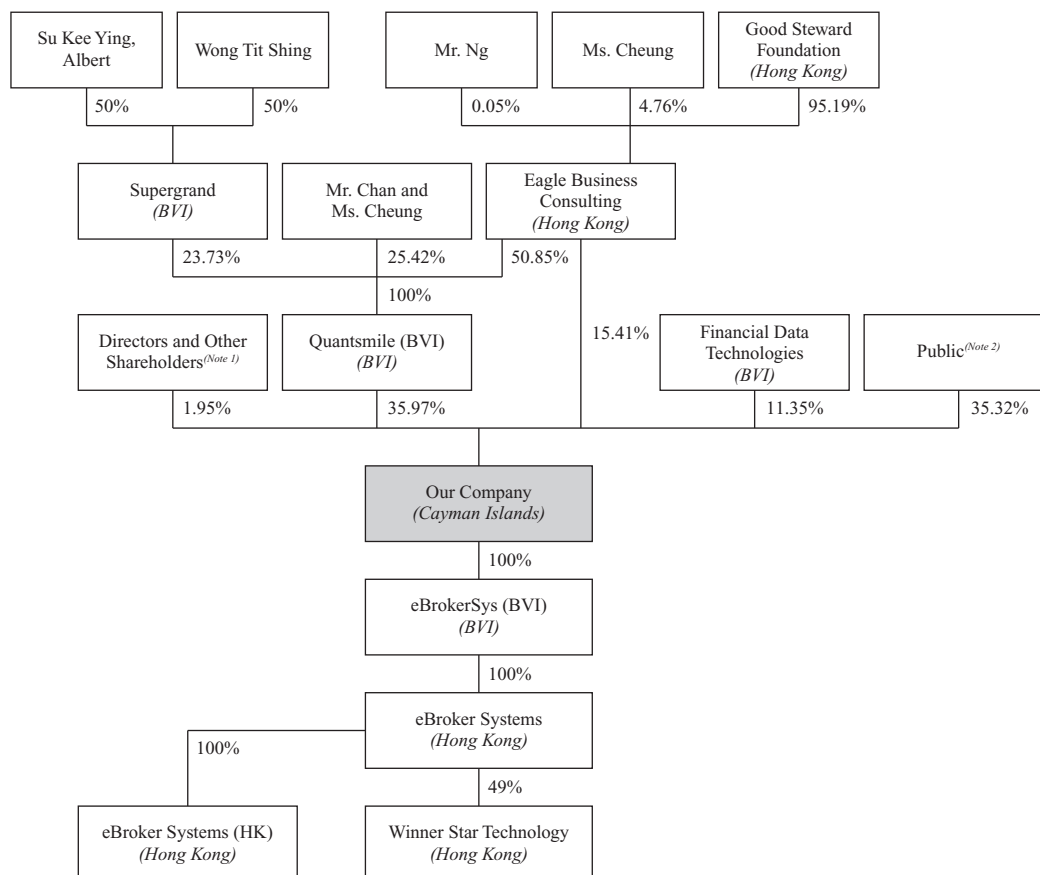 Su Kee Ying,
Albert
Wong Tit Shing
Mr. Ng
Ms. Cheung
Good Steward
Foundation
(Hong Kong)
50%
50%
0.05%
4.76%
95.19%
Supergrand
(BVI)
Mr. Chan and
Ms. Cheung
Eagle Business
Consulting
(Hong Kong)
23.73%
25.42%
50.85%
100%
15.41%
Directors and Other
Shareholders(Note 1)
Quantsmile (BVI)
(BVI)
Financial Data
Technologies
(BVI)
Public(Note 2)
1.95%
35.97%
11.35%
35.32%
Our Company
(Cayman Islands)
100%
eBrokerSys (BVI)
(BVI)
100%
eBroker Systems
(Hong Kong)
100%
49%
eBroker Systems (HK)
(Hong Kong)
Winner Star Technology
(Hong Kong)